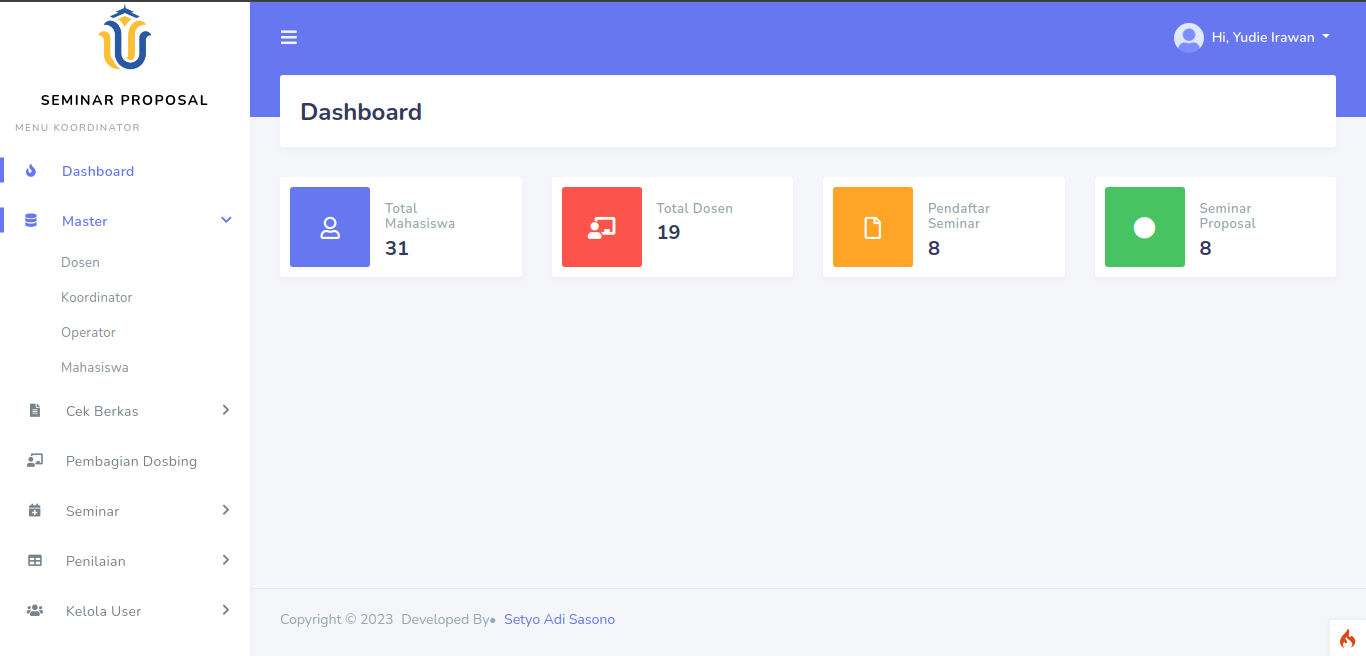 SEMINAR PROPOSAL
MENU KOORDINATOR
Dashboard
Master
Dosen
Koordinator
Operator
Mahasiswa
Cek Berkas
Pembagian Dosbing
Seminar
Penilaian
Kelola User
Hi, Yudie Irawan
Dashboard
Total
Mahasiswa
31
Total Dosen
19
Pendaftar
Seminar
8
Seminar
Proposal
8
Copyright © 2023 Developed By• Setyo Adi Sasono